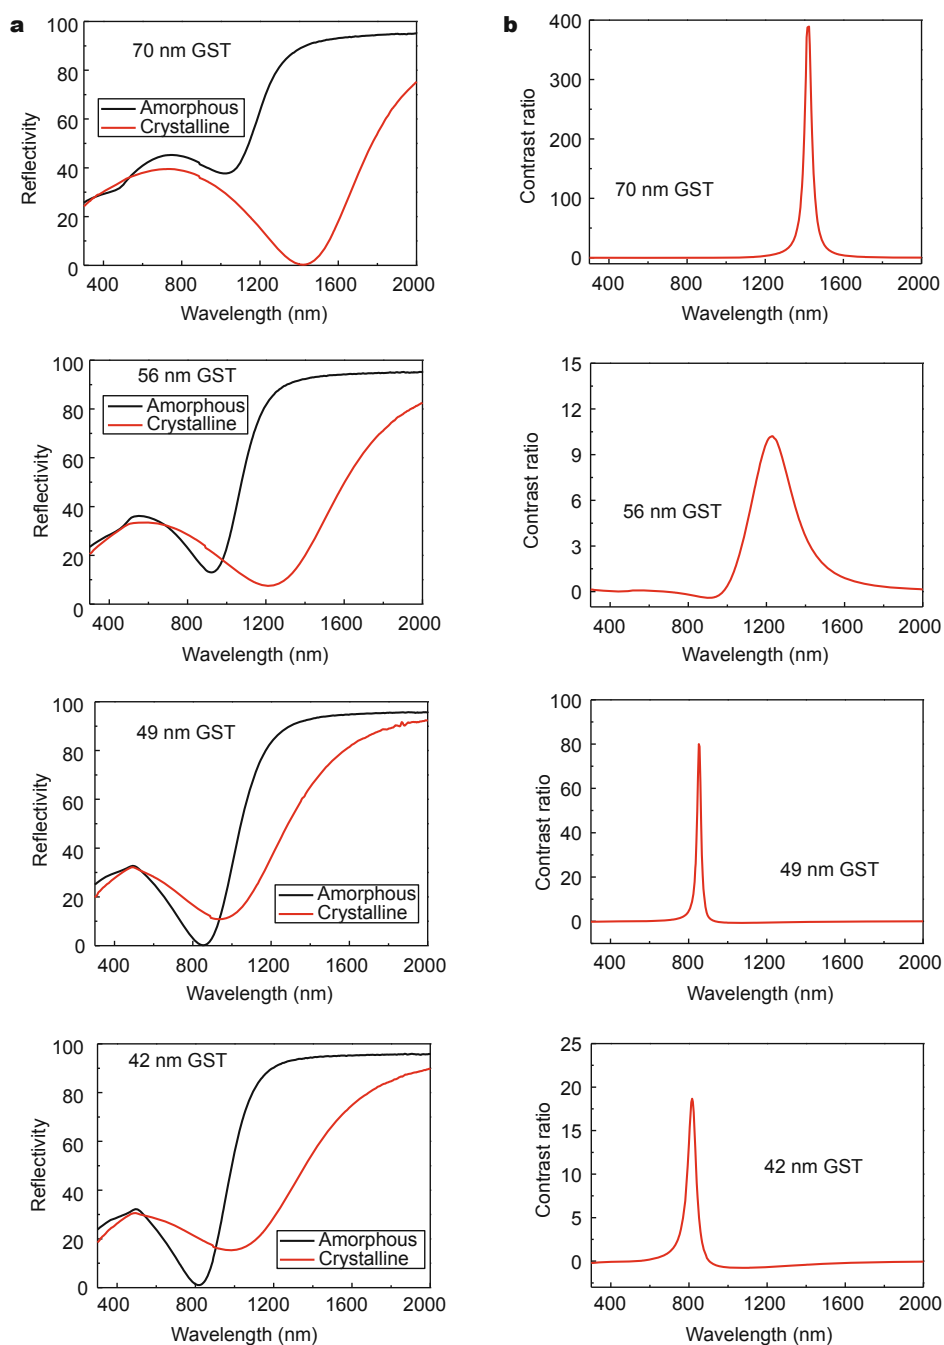 a
70 nm GST
Amorphous
Crystalline
Reflectivity
100
80
60
40
20
0
400
800
1200
1600
2000
Wavelength (nm)
b
400
300
200
100
0
Contrast ratio
70 nm GST
400
800
1200
1600
2000
Wavelength (nm)
56 nm GST
Amorphous
Crystalline
Reflectivity
100
80
60
40
20
0
400
800
1200
1600
2000
Wavelength (nm)
15
12
9
6
3
0
Contrast ratio
56 nm GST
400
800
1200
1600
2000
Wavelength (nm)
49 nm GST
Amorphous
Crystalline
Reflectivity
100
80
60
40
20
0
400
800
1200
1600
2000
Wavelength (nm)
100
80
60
40
20
0
Contrast ratio
49 nm GST
400
800
1200
1600
2000
Wavelength (nm)
42 nm GST
Amorphous
Crystalline
Reflectivity
100
80
60
40
20
0
400
800
1200
1600
2000
Wavelength (nm)
25
20
15
10
5
0
Contrast ratio
42 nm GST
400
800
1200
1600
2000
Wavelength (nm)